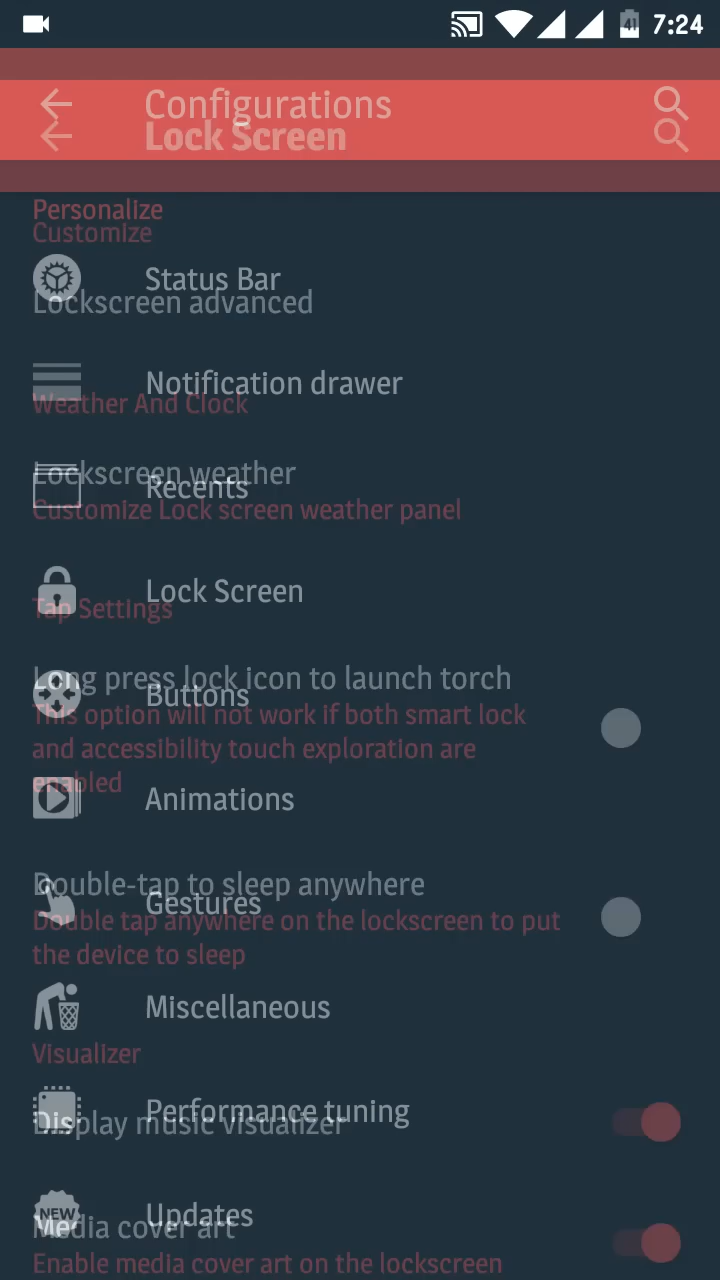 41 7:24
Configurations
Lock Screen
Personalize
Customize
Status Bar
Lockscreen advanced
Notification drawer
Weather And Clock
Lockscreen weather
Recents
Customize Lock screen weather panel
Lock Screen
Tap Settings
Long press lock icon to launch torch
Buttons
This option will not work if both smart lock
and accessibility touch exploration are
enabled
Animations
Double-tap to sleep anywhere
Gestures
Double tap anywhere on the lockscreen to put
the device to sleep
Miscellaneous
Visualizer
Performance tuning
Display music visualizer
NEW
Updates
Media cover art
Enable media cover art on the lockscreen